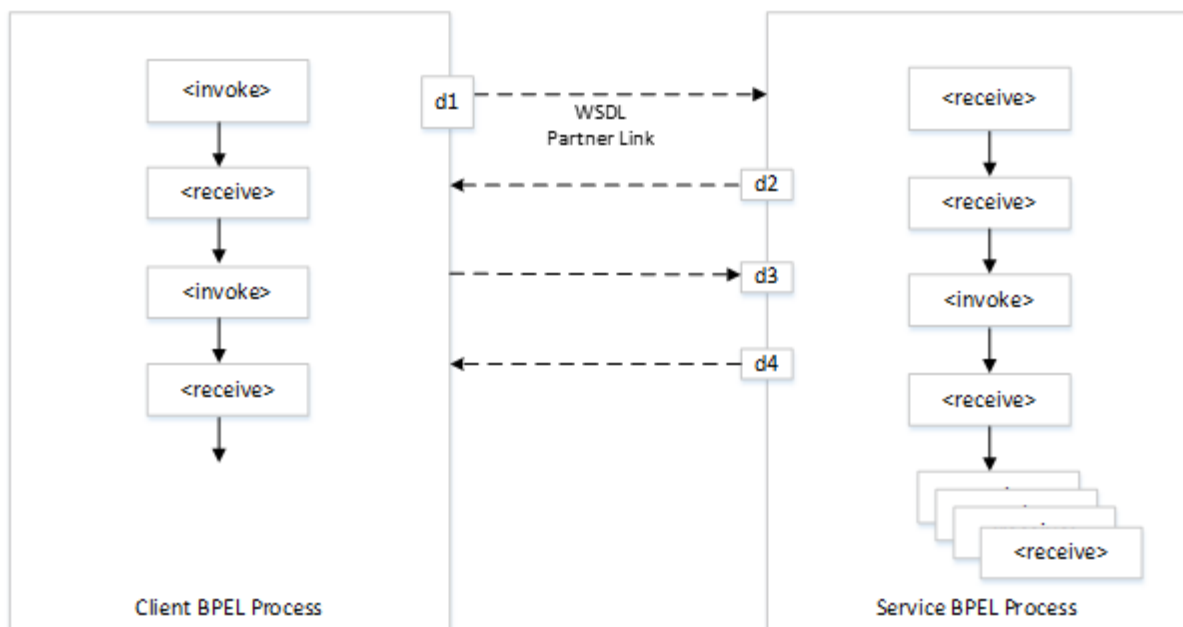 <invoke>
<receive>
<invoke>
<receive>
Client BPEL Process
d1
WSDL
Partner Link
d2
d3
d4
<receive>
<receive>
<invoke>
<receive>
<receive>
Service BPEL Process